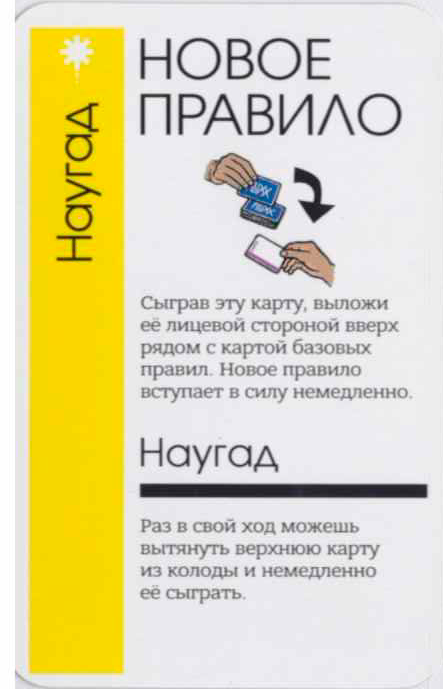 Наугад
НОВОЕ
ПРАВИЛО
Сыграв эту карту, выложи
её лицевой стороной вверх
рядом с картой базовых
правил. Новое правило
вступает в силу немедленно.
Наугад
Раз в свой ход можешь
вытянуть верхнюю карту
из колоды и немедленно
её сыграть.